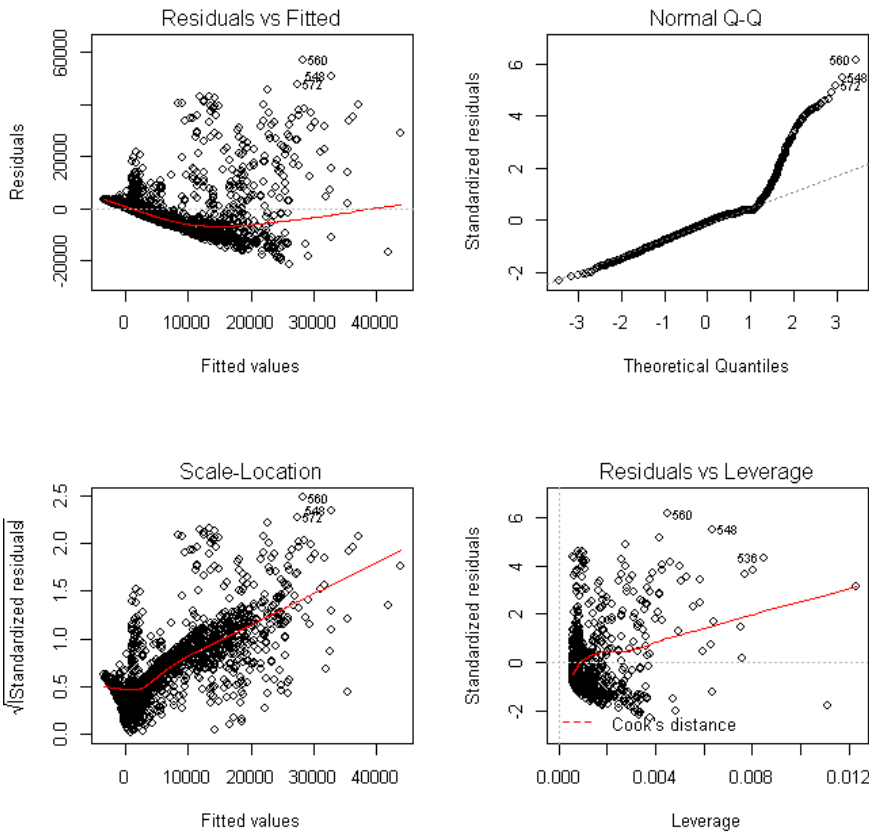 Residuals vs Fitted
Residuals
-20000 0 20000 60000
560
548
572
0 10000 20000 30000 40000
Fitted values
Normal Q-Q
Standardized residuals
-2 0 2 4 6
560
548
572
-3 -2 -1 0 1 2 3
Theoretical Quantiles
Scale-Location
√|Standardized residuals|
0.0 0.5 1.0 1.5 2.0 2.5
560
548
572
0 10000 20000 30000 40000
Fitted values
Residuals vs Leverage
Standardized residuals
-2 0 2 4 6
560
548
536
Cook's distance
0.000 0.004 0.008 0.012
Leverage